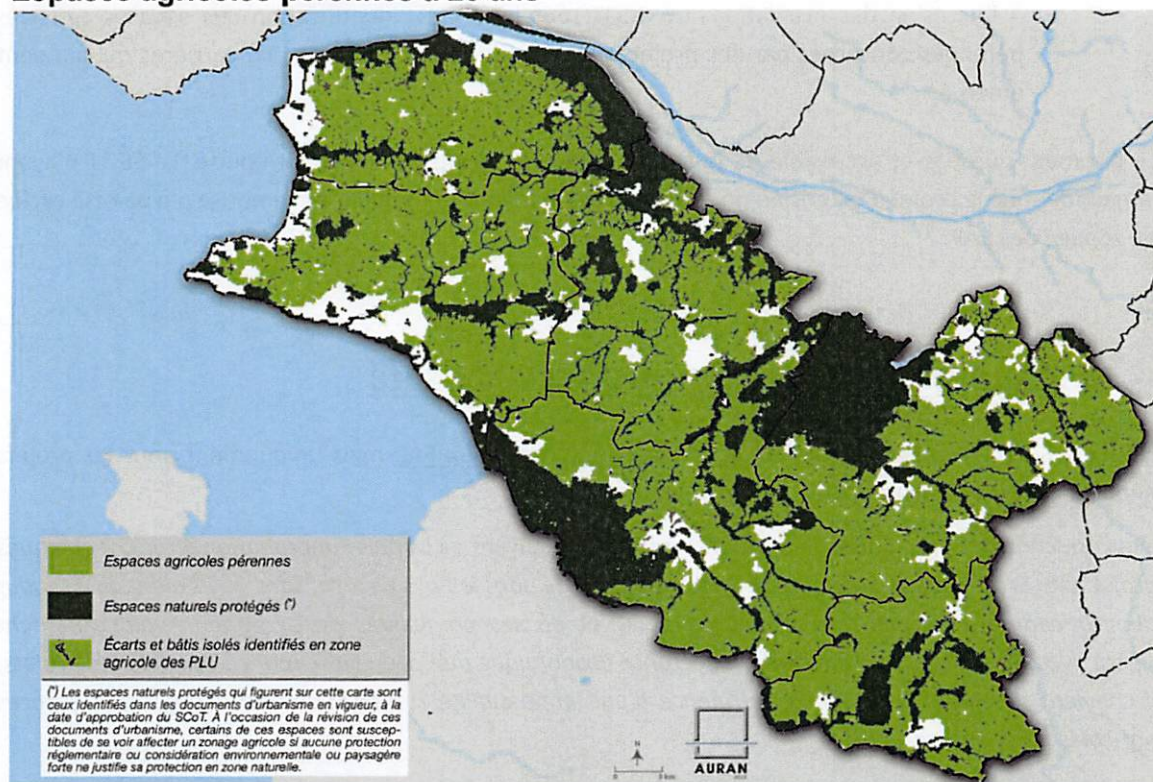 Espaces agricoles pérennes à 20 ans
Espaces agricoles pérennes
Espaces naturels protégés (*)
Écarts et bâtis isolés identifiés en zone
agricole des PLU
(*) Les espaces naturels protégés qui figurent sur cette carte sont
ceux identifiés dans les documents d'urbanisme en vigueur, à la
date d'approbation du SCoT. A l'occasion de la révision de ces
documents d'urbanisme, certains de ces espaces sont suscep-
tibles de se voir affecter un zonage agricole si aucune protection
réglementaire ou considération environnementale ou paysagère
forte ne justifie sa protection en zone naturelle.
N
0 3 km
AURAN